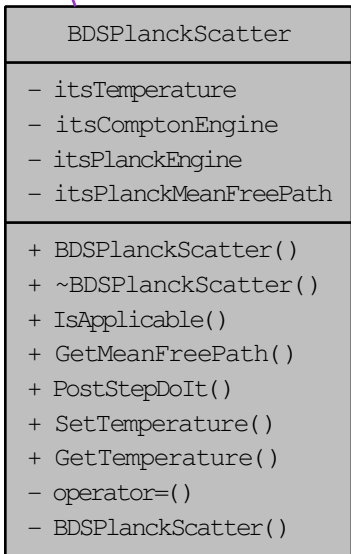 BDSPlanckScatter
- itsTemperature
- itsComptonEngine
- itsPlanckEngine
- itsPlanckMeanFreePath
+ BDSPlanckScatter()
+ ~BDSPlanckScatter()
+ IsApplicable()
+ GetMeanFreePath()
+ PostStepDoIt()
+ SetTemperature()
+ GetTemperature()
- operator=()
- BDSPlanckScatter()